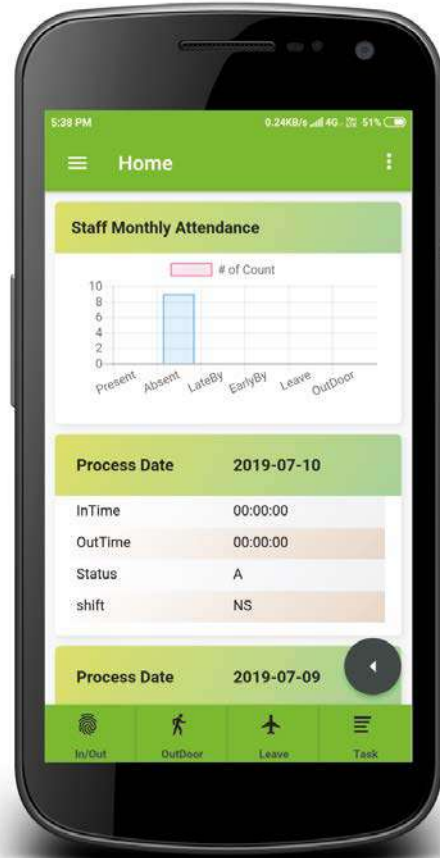 5:38 PM 0.24KB/s 4G 51%
Home
Staff Monthly Attendance
# of Count
10
8
6
4
2
0
Present Absent LateBy EarlyBy Leave OutDoor
Process Date 2019-07-10
InTime 00:00:00
OutTime 00:00:00
Status A
shift NS
Process Date 2019-07-09
In/Out OutDoor Leave Task